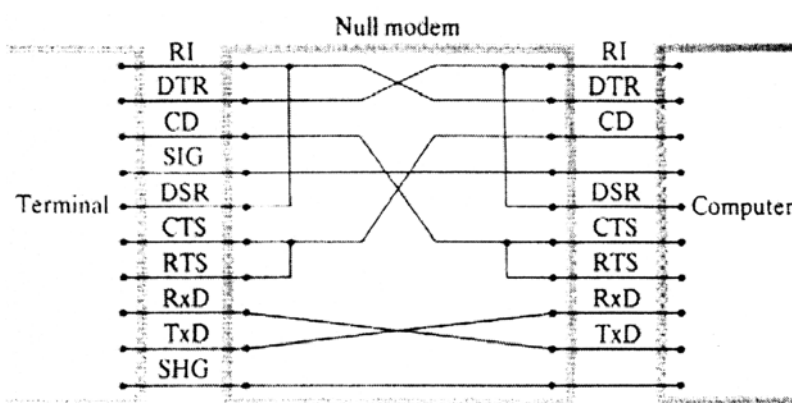 Null modem
RI RI
DTR DTR
CD CD
SIG
DSR DSR
Terminal Computer
CTS CTS
RTS RTS
RxD RxD
TxD TxD
SHG